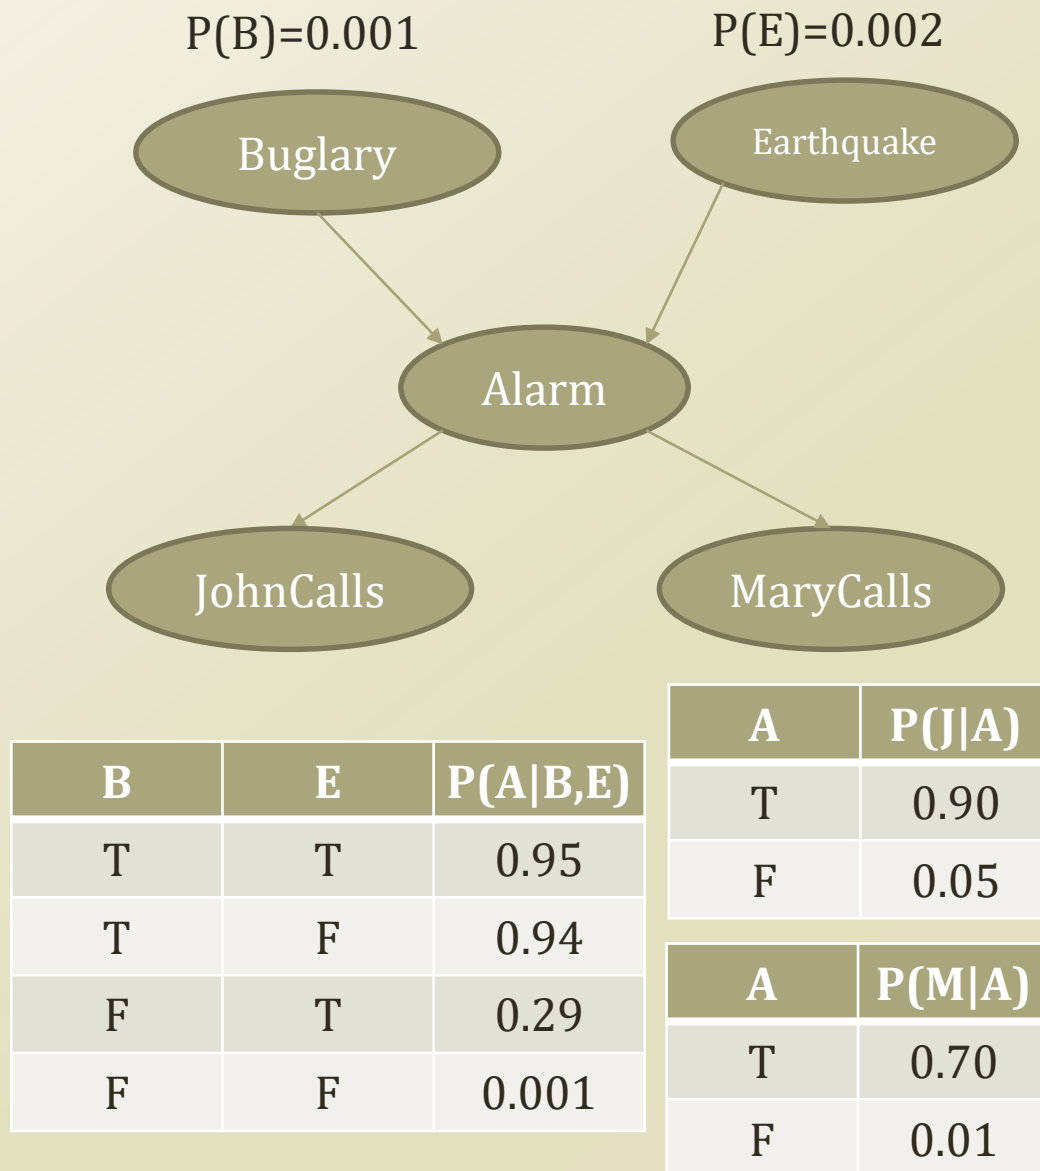 P(B)=0.001
P(E)=0.002
Buglary
Earthquake
Alarm
JohnCalls
MaryCalls
B E P(A|B,E)
T T 0.95
T F 0.94
F T 0.29
F F 0.001
A P(J|A)
T 0.90
F 0.05
A P(M|A)
T 0.70
F 0.01